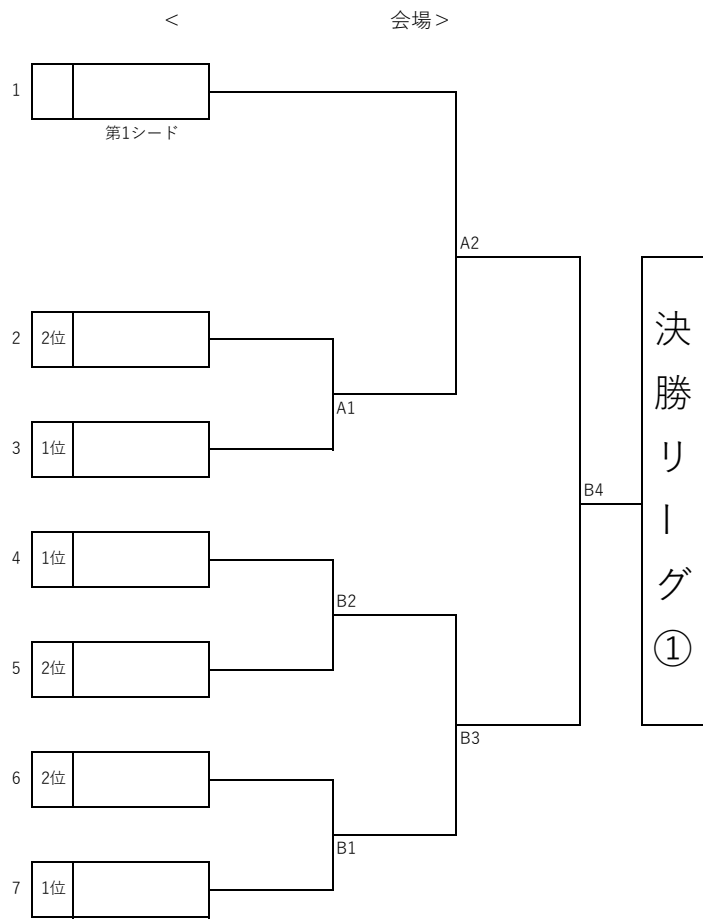 < 会場>
1
第1シード
A2
2 2位
A1
3 1位
B4
4 1位
B2
5 2位
B3
6 2位
B1
7 1位
決勝リーグ①